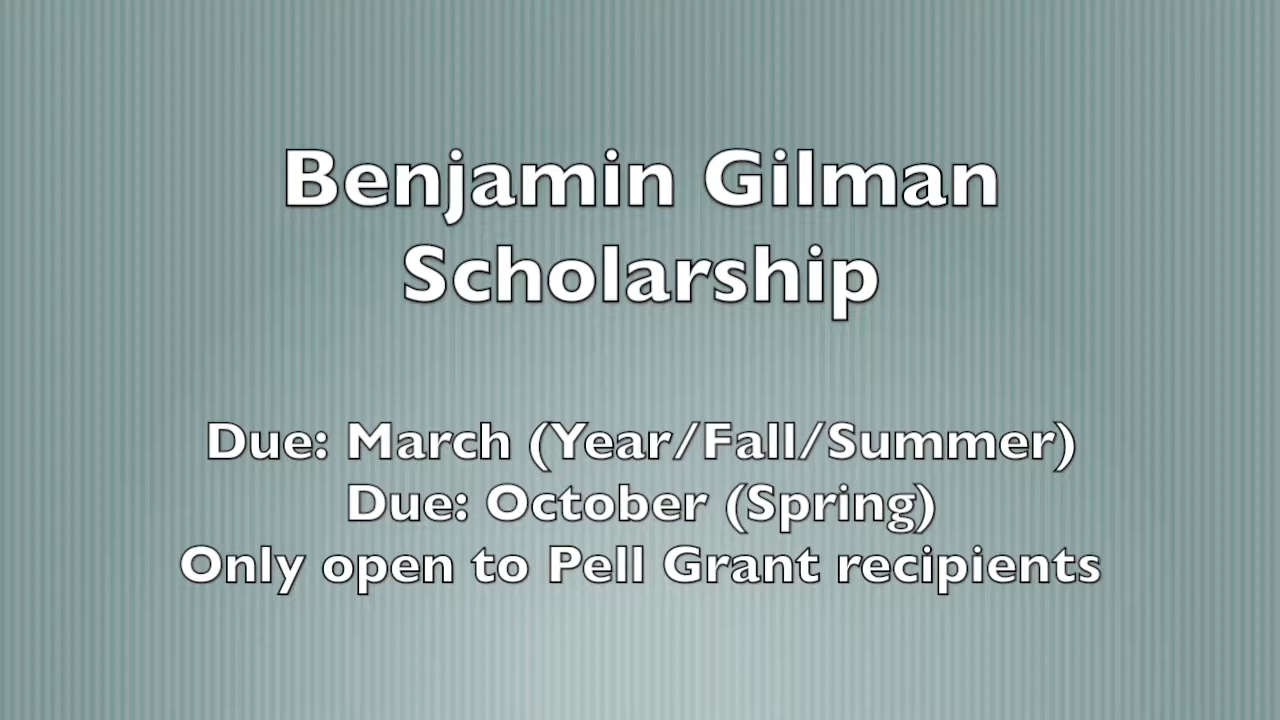 Benjamin Gilman
Scholarship
Due: March (Year/Fall/Summer)
Due: October (Spring)
Only open to Pell Grant recipients